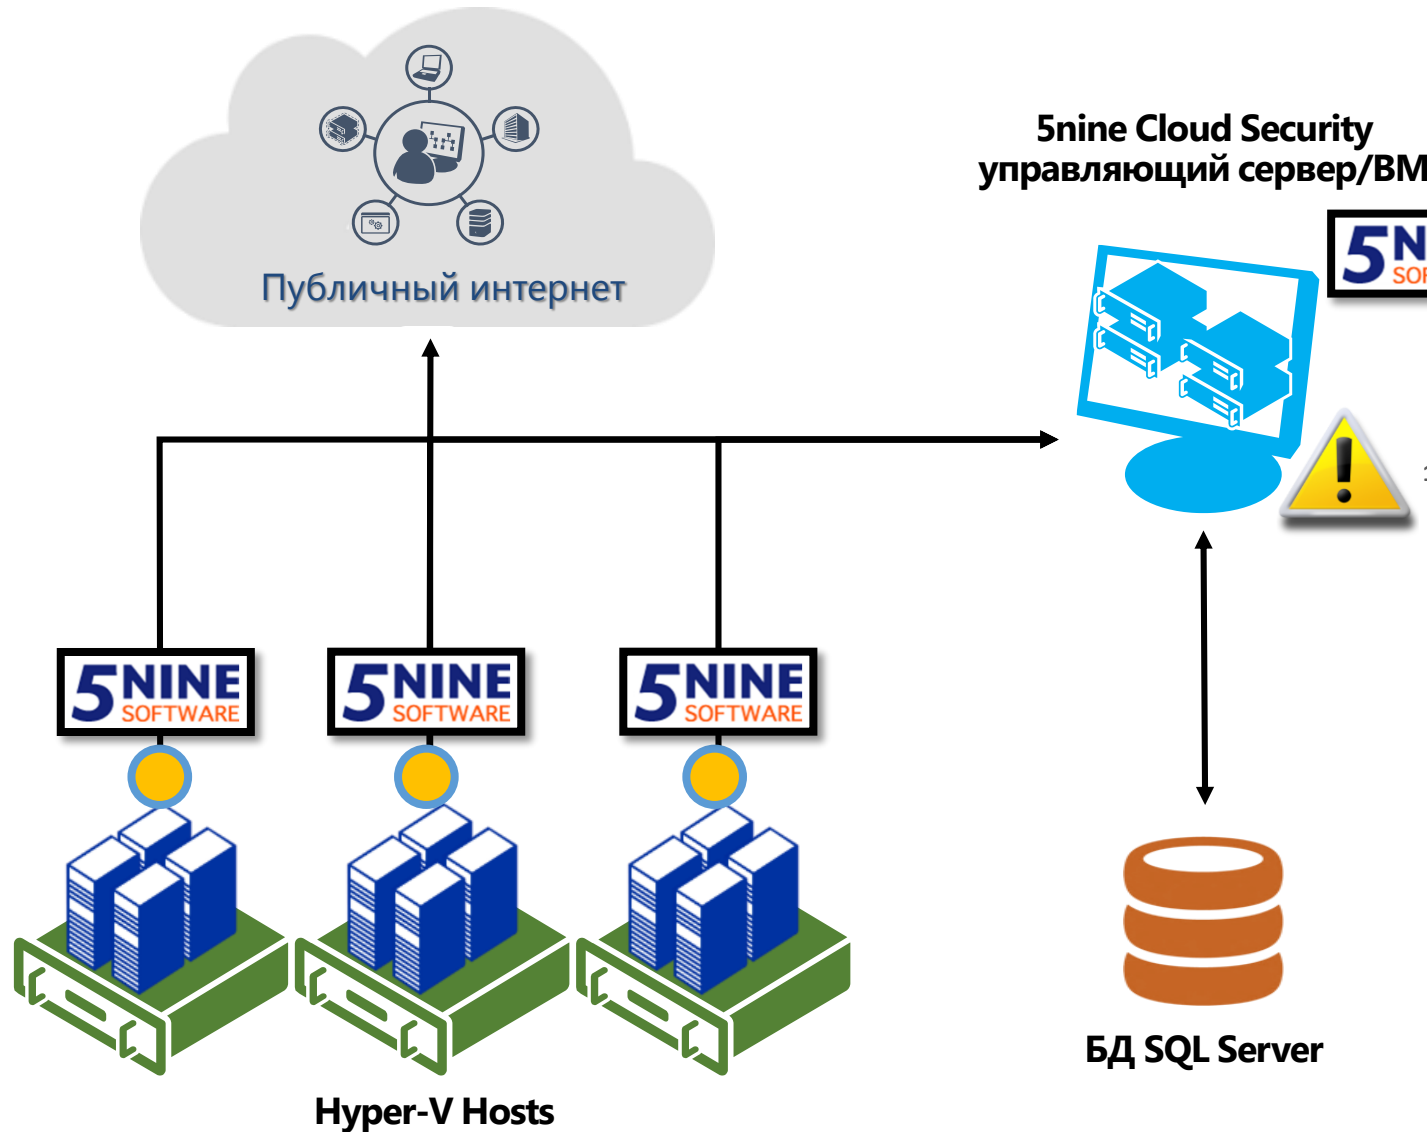 Публичный интернет
5nine Cloud Security
управляющий сервер/ВМ
5NINE
SOFTWARE
5NINE
SOFTWARE
5NINE
SOFTWARE
БД SQL Server
Hyper-V Hosts